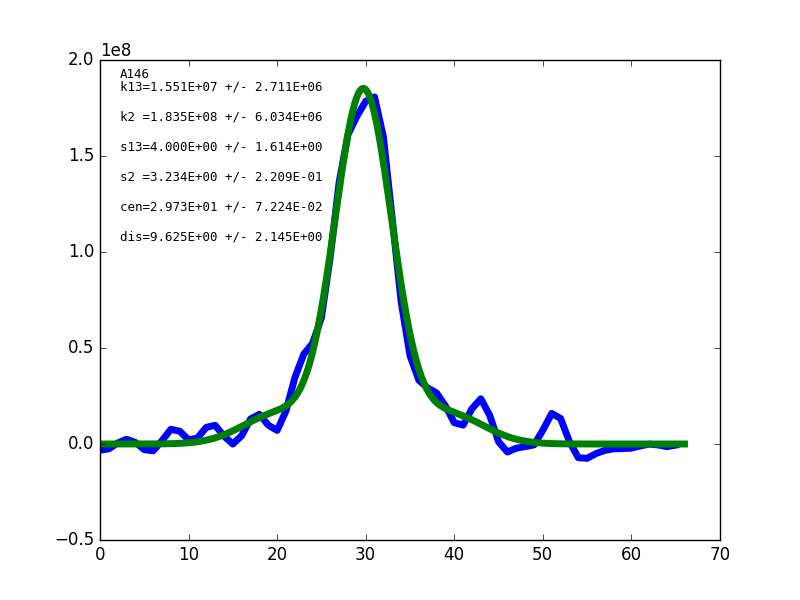 1e8
2.0
1.5
1.0
0.5
0.0
−0.5
A146
k13=1.551E+07 +/- 2.711E+06
k2 =1.835E+08 +/- 6.034E+06
s13=4.000E+00 +/- 1.614E+00
s2 =3.234E+00 +/- 2.209E-01
cen=2.973E+01 +/- 7.224E-02
dis=9.625E+00 +/- 2.145E+00
0 10 20 30 40 50 60 70